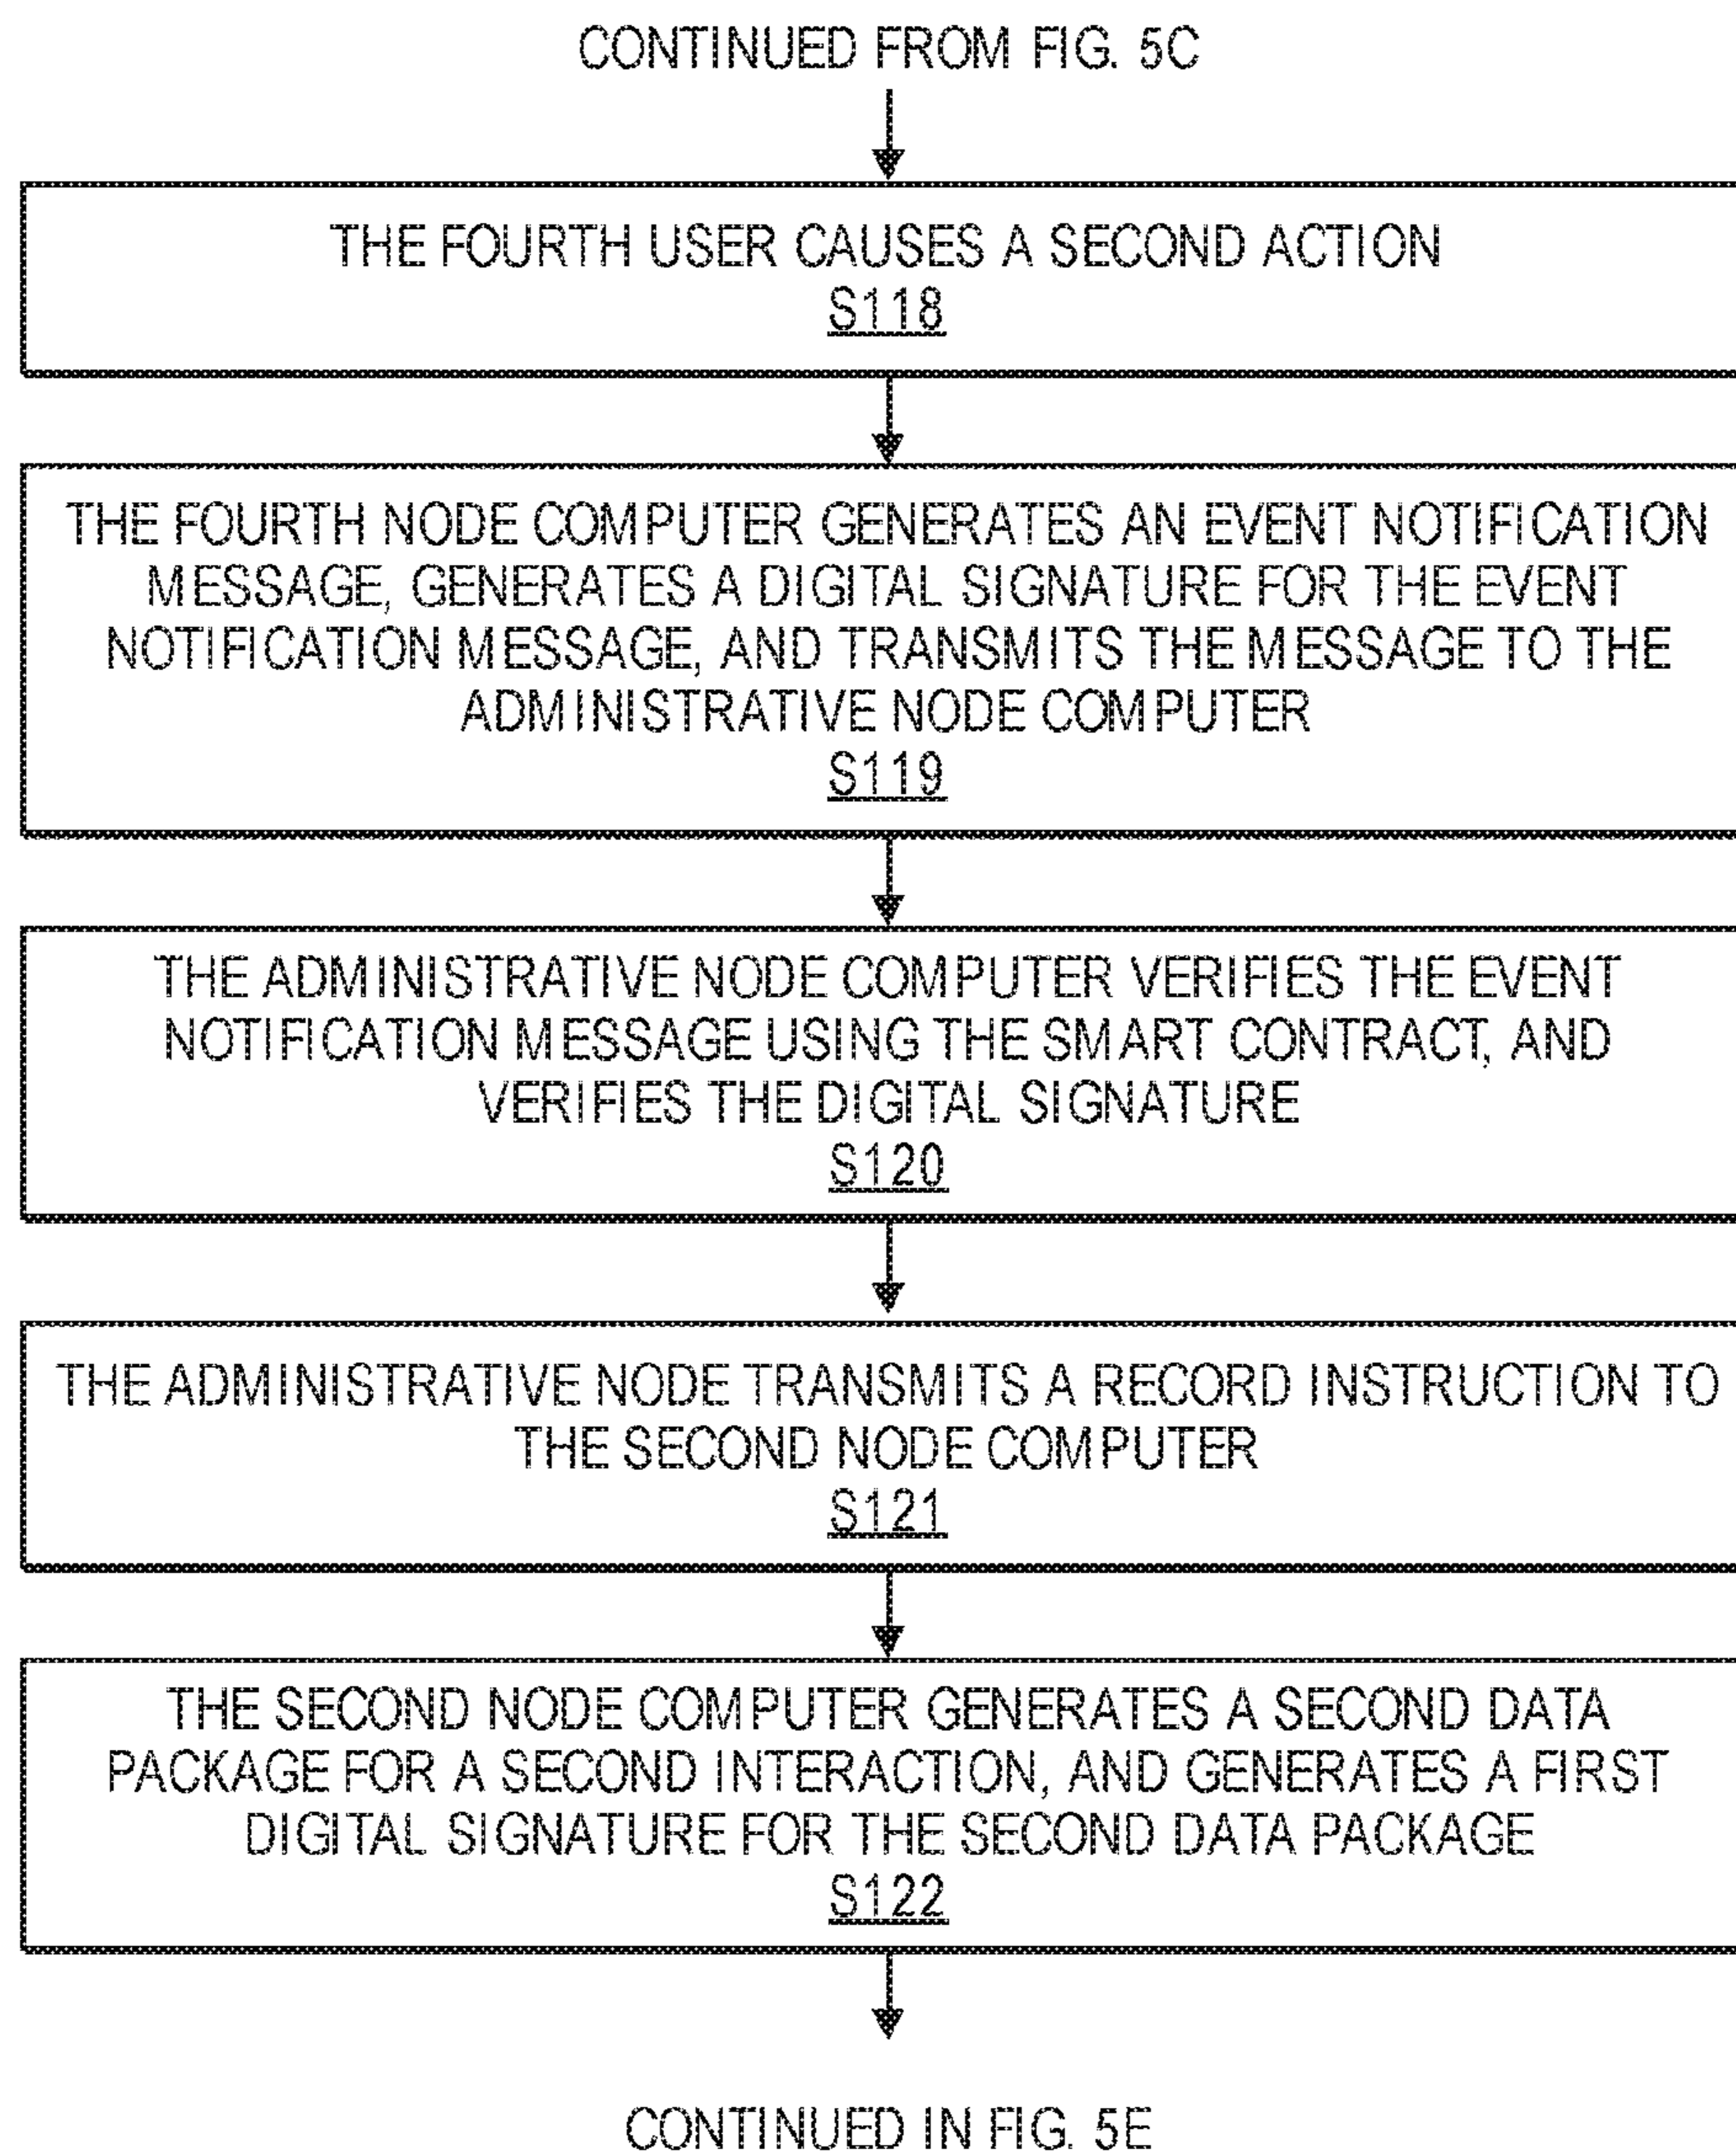 CONTINUED FROM FIG. 5C
THE FOURTH USER CAUSES A SECOND ACTION
S118
THE FOURTH NODE COMPUTER GENERATES AN EVENT NOTIFICATION
MESSAGE, GENERATES A DIGITAL SIGNATURE FOR THE EVENT
NOTIFICATION MESSAGE, AND TRANSMITS THE MESSAGE TO THE
ADMINISTRATIVE NODE COMPUTER
S119
THE ADMINISTRATIVE NODE COMPUTER VERIFIES THE EVENT
NOTIFICATION MESSAGE USING THE SMART CONTRACT, AND
VERIFIES THE DIGITAL SIGNATURE
S120
THE ADMINISTRATIVE NODE TRANSMITS A RECORD INSTRUCTION TO
THE SECOND NODE COMPUTER
S121
THE SECOND NODE COMPUTER GENERATES A SECOND DATA
PACKAGE FOR A SECOND INTERACTION, AND GENERATES A FIRST
DIGITAL SIGNATURE FOR THE SECOND DATA PACKAGE
S122
CONTINUED IN FIG. 5E